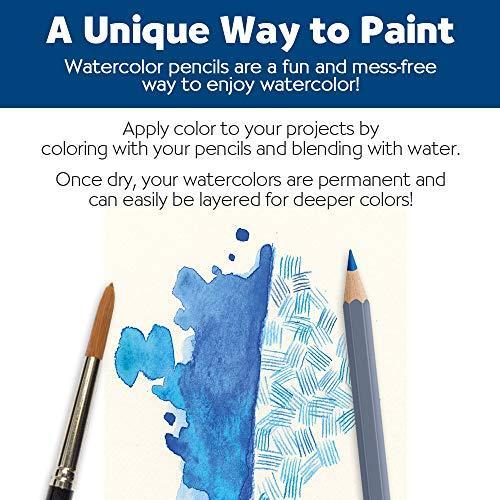 A Unique Way to Paint
Watercolor pencils are a fun and mess-free
way to enjoy watercolor!
Apply color to your projects by
coloring with your pencils and blending with water.
Once dry, your watercolors are permanent and
can easily be layered for deeper colors!